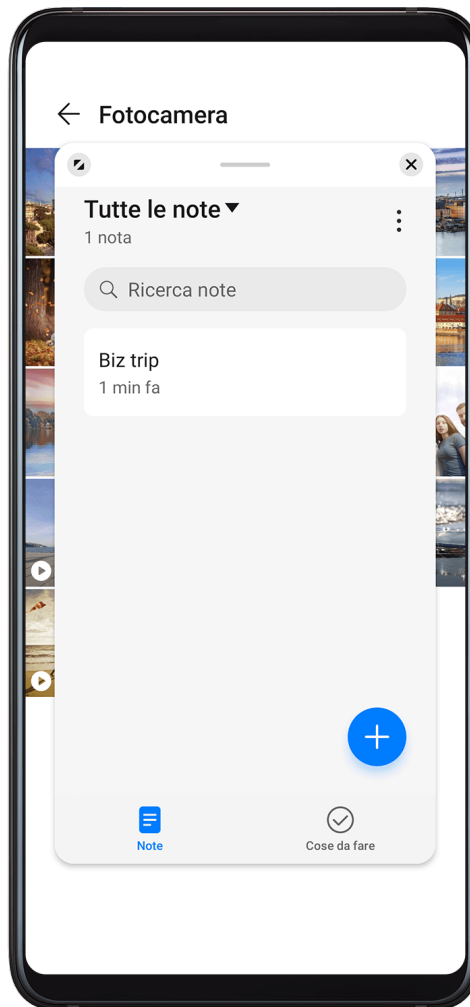 Fotocamera
Tutte le note
1 nota
Ricerca note
Biz trip
1 min fa
Note
Cose da fare